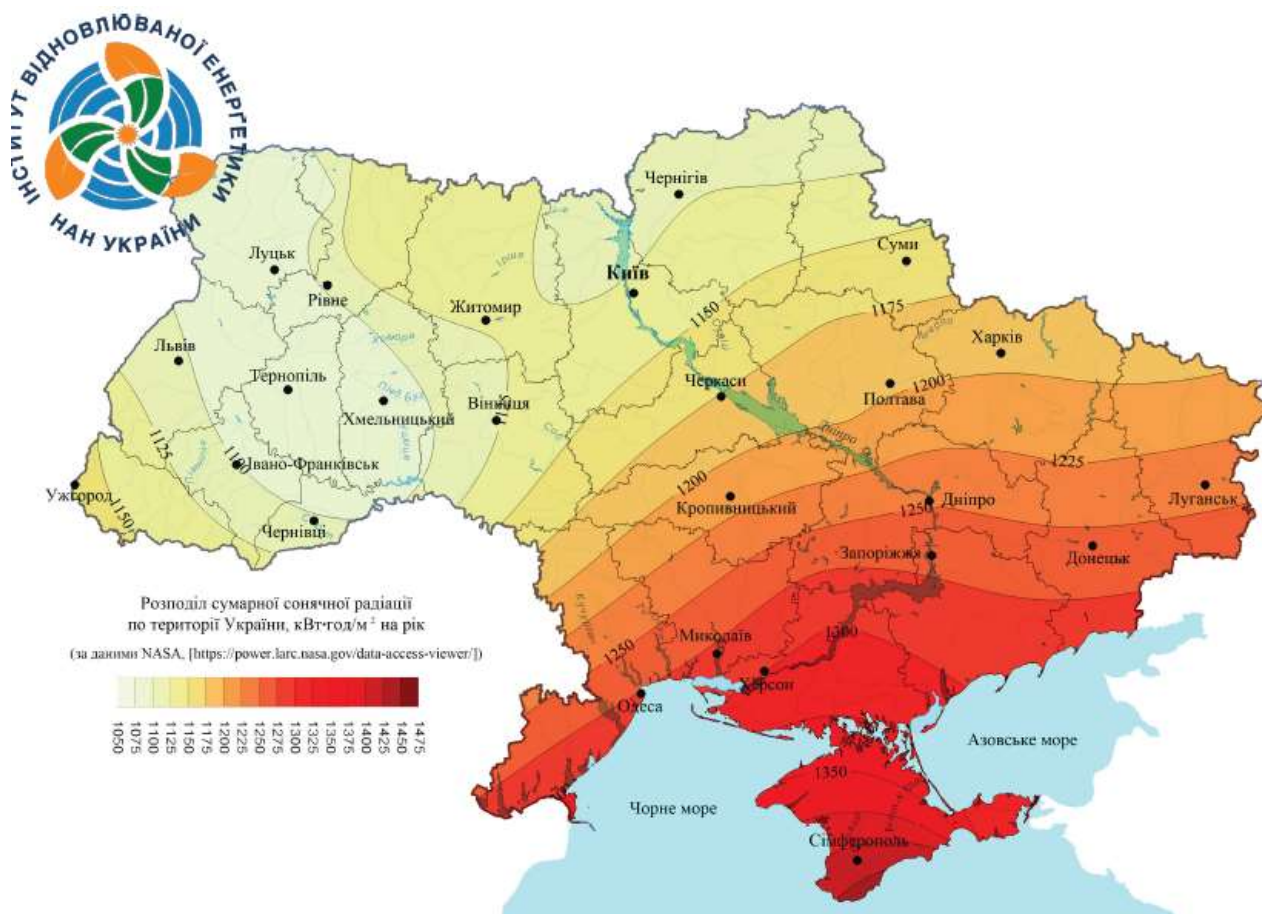 ІНСТИТУТ ВІДНОВЛЮВАНОЇ ЕНЕРГЕТИКИ
НАН УКРАЇНИ
Чернігів
Луцьк
Рівне
Київ
Суми
Житомир
1150
1175
Львів
Харків
Тернопіль
Хмельницький
Вінниця
Черкаси
Полтава
1200
Дніпро
1125
1100
Івано-Франківськ
1200
1225
Ужгород
1150
Чернівці
Кропивницький
1250
Дніпро
Луганськ
Запоріжжя
Донецьк
Розподіл сумарної сонячної радіації
по території України, кВт•год/м² на рік
(за даними NASA, [https://power.larc.nasa.gov/data-access-viewer/])
1250
Миколаїв
1300
Херсон
Одеса
1050
1075
1100
1125
1150
1175
1200
1225
1250
1275
1300
1325
1350
1375
1400
1425
1450
1475
Азовське море
1350
Чорне море
Сімферополь